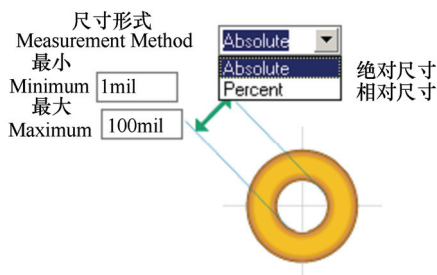 尺寸形式
Measurement Method
Absolute
最小
Absolute
绝对尺寸
Minimum
1mil
Percent
相对尺寸
最大
Maximum
100mil